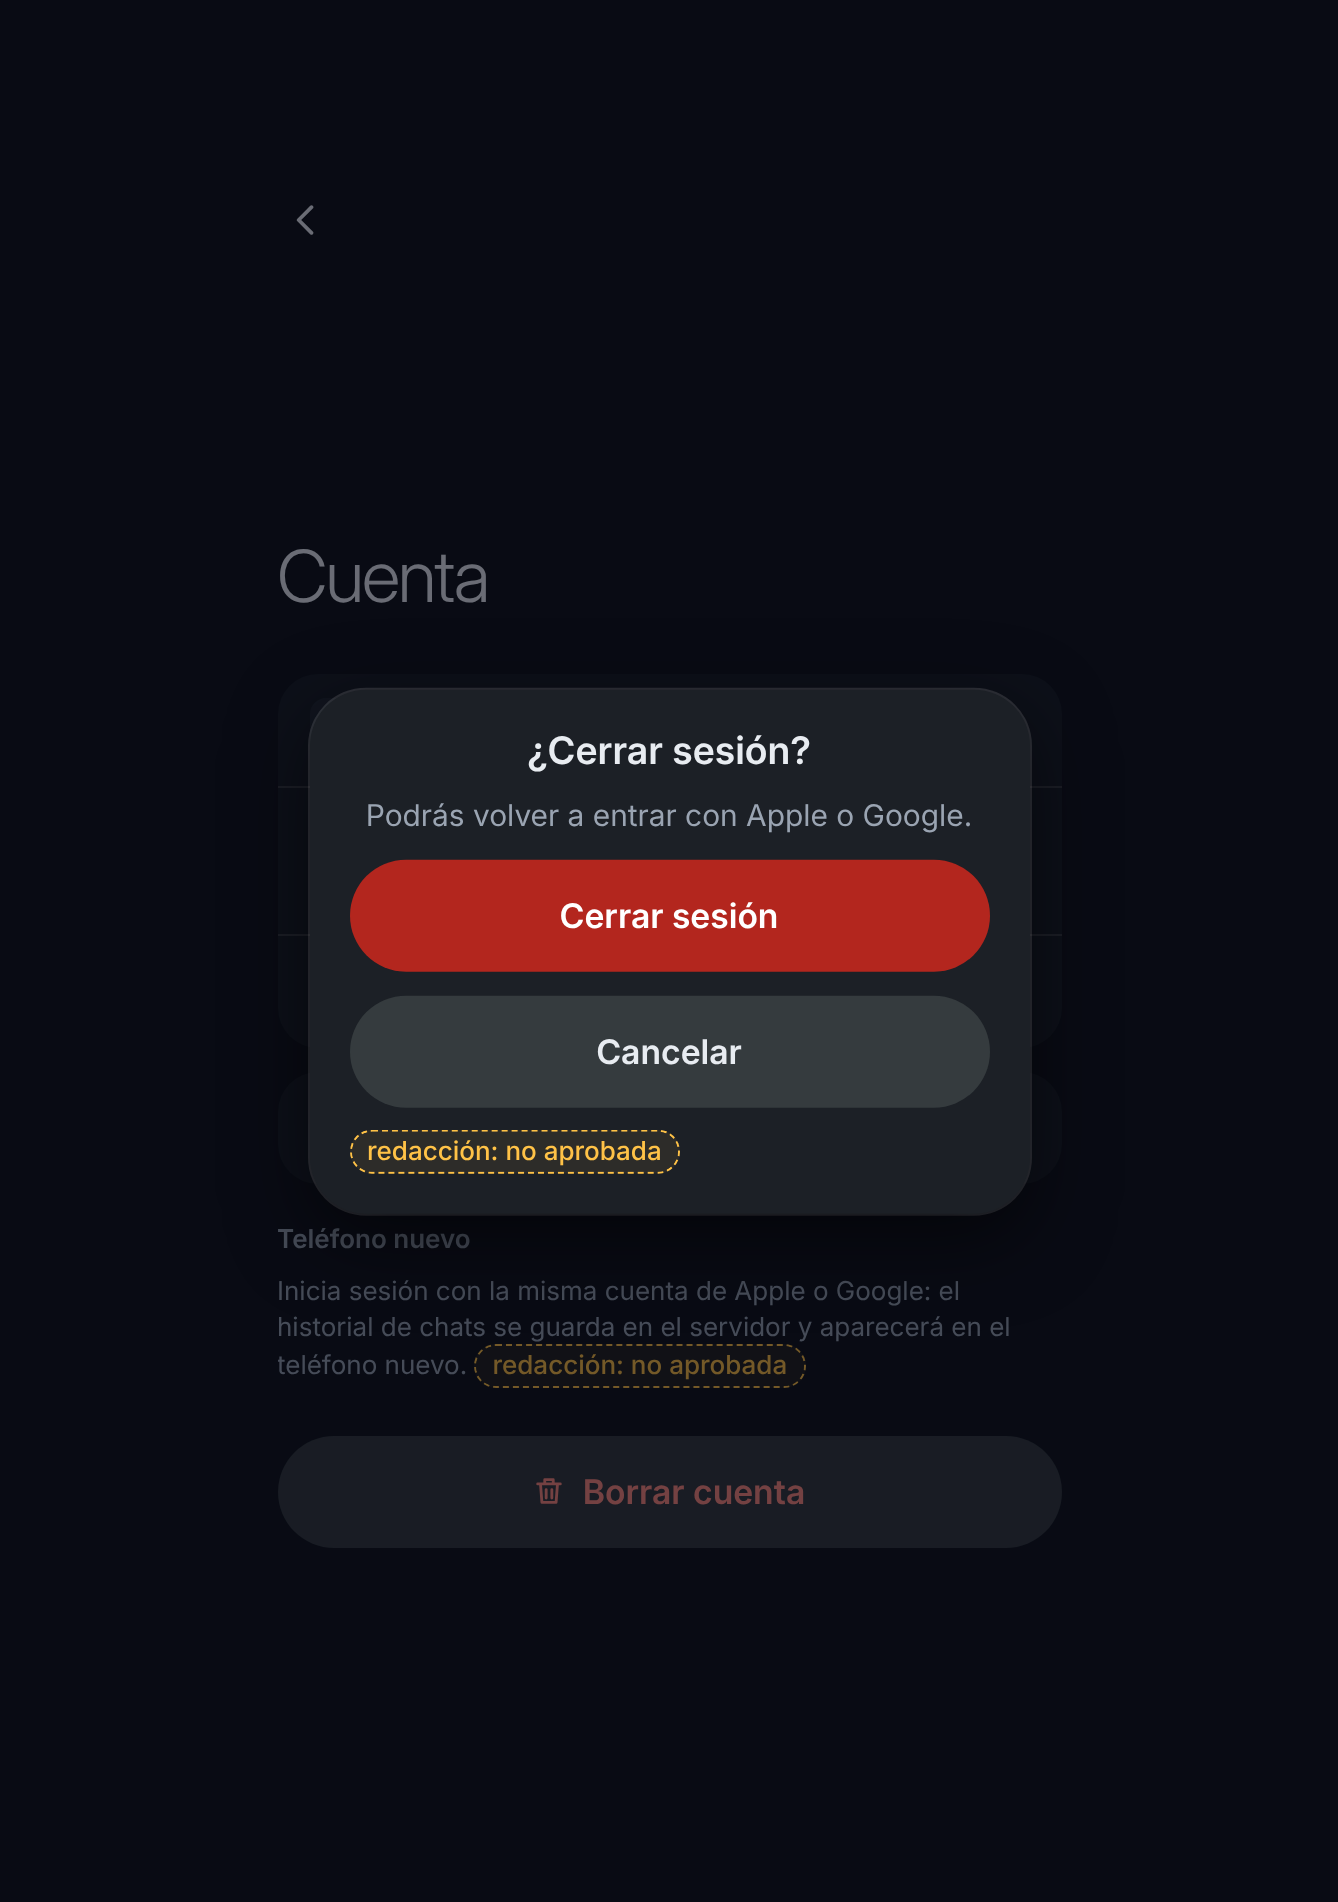 Cuenta
¿Cerrar sesión?
Podrás volver a entrar con Apple o Google.
Cerrar sesión
Cancelar
redacción: no aprobada
Teléfono nuevo
Inicia sesión con la misma cuenta de Apple o Google: el
historial de chats se guarda en el servidor y aparecerá en el
teléfono nuevo. redacción: no aprobada
Borrar cuenta